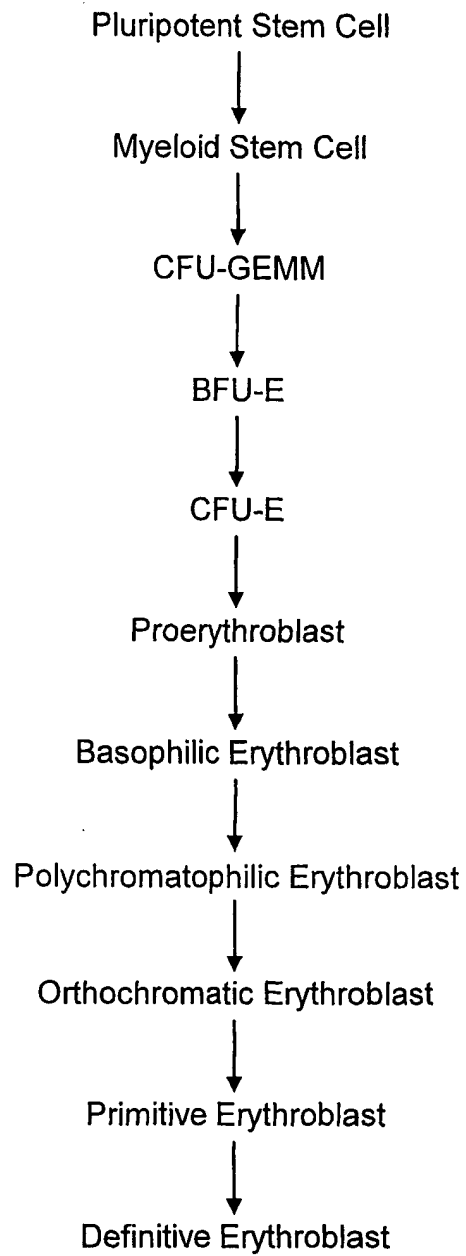 Pluripotent Stem Cell
Myeloid Stem Cell
CFU-GEMM
BFU-E
CFU-E
Proerythroblast
Basophilic Erythroblast
Polychromatophilic Erythroblast
Orthochromatic Erythroblast
Primitive Erythroblast
Definitive Erythroblast